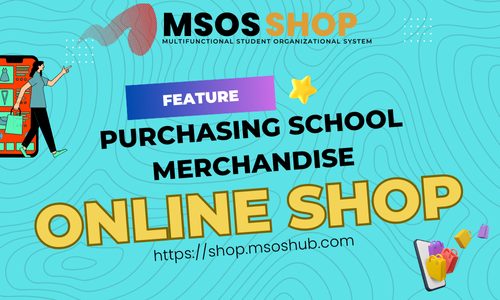 MSOS SHOP
MULTIFUNCTIONAL STUDENT ORGANIZATIONAL SYSTEM
FEATURE
PURCHASING SCHOOL
MERCHANDISE
ONLINE SHOP
https://shop.msoshub.com